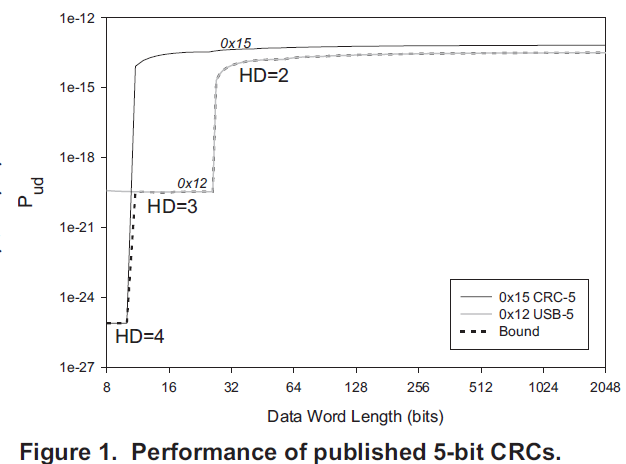 1e-12
1e-15
1e-18
1e-21
1e-24
1e-27
Pud
0x15
HD=2
0x12
HD=3
HD=4
0x15 CRC-5
0x12 USB-5
Bound
8 16 32 64 128 256 512 1024 2048
Data Word Length (bits)
Figure 1. Performance of published 5-bit CRCs.